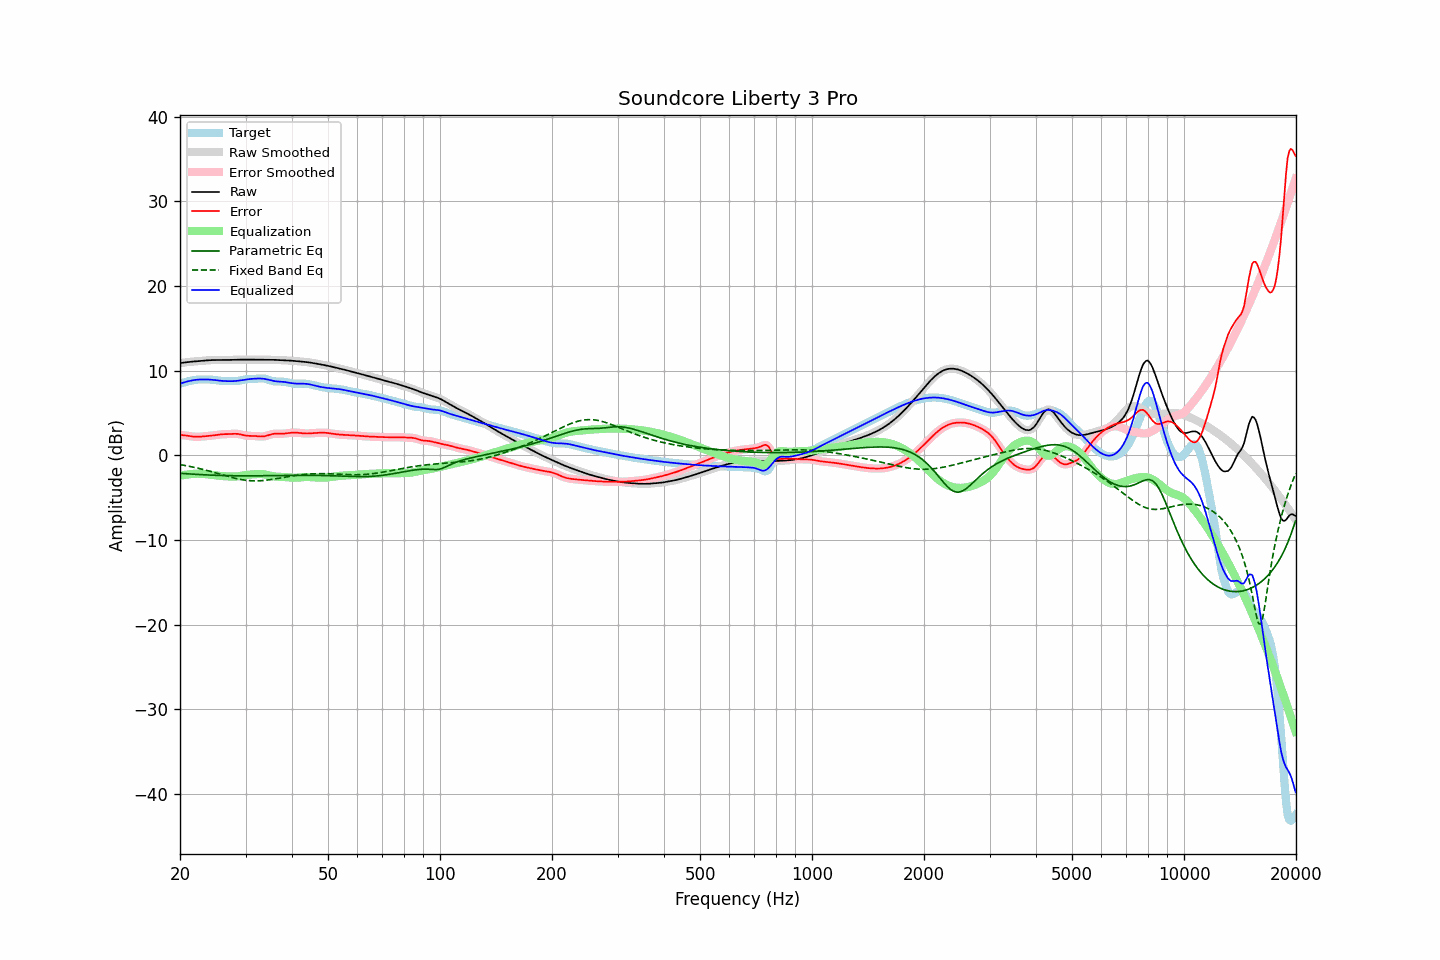 Soundcore Liberty 3 Pro
Target
Raw Smoothed
Error Smoothed
Raw
Error
Equalization
Parametric Eq
Fixed Band Eq
Equalized
40
30
20
10
0
−10
−20
−30
−40
Amplitude (dBr)
20
50
100
200
500
1000
2000
5000
10000
20000
Frequency (Hz)